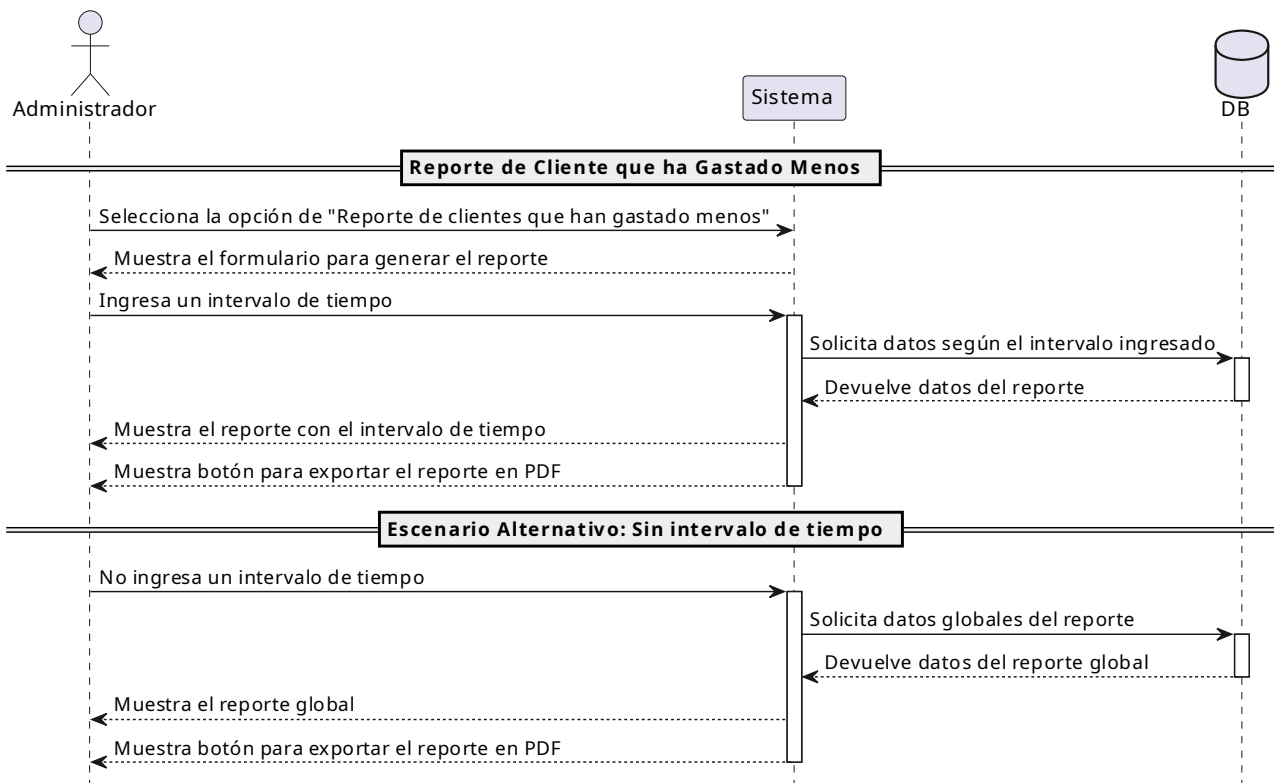 Administrador
Sistema
DB
Reporte de Cliente que ha Gastado Menos
Selecciona la opción de "Reporte de clientes que han gastado menos"
Muestra el formulario para generar el reporte
Ingresa un intervalo de tiempo
Solicita datos según el intervalo ingresado
Devuelve datos del reporte
Muestra el reporte con el intervalo de tiempo
Muestra botón para exportar el reporte en PDF
Escenario Alternativo: Sin intervalo de tiempo
No ingresa un intervalo de tiempo
Solicita datos globales del reporte
Devuelve datos del reporte global
Muestra el reporte global
Muestra botón para exportar el reporte en PDF